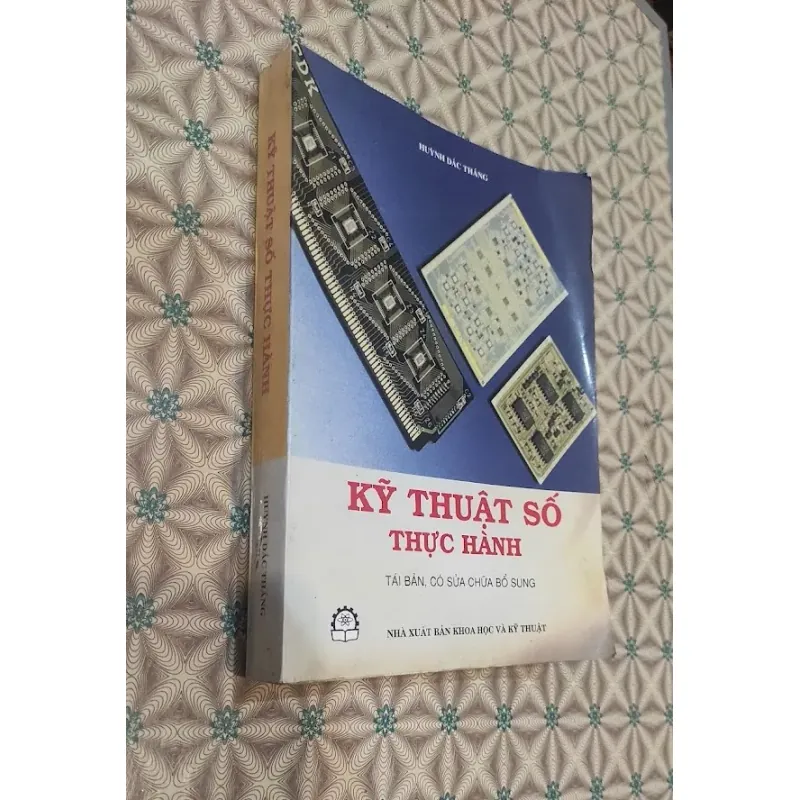 KỸ THUẬT SỐ THỰC HÀNH
HUỲNH ĐẮC THẮNG
CDK
HUỲNH ĐẮC THẮNG
KỸ THUẬT SỐ
THỰC HÀNH
TÁI BẢN, CÓ SỬA CHỮA BỔ SUNG
NHÀ XUẤT BẢN KHOA HỌC VÀ KỸ THUẬT